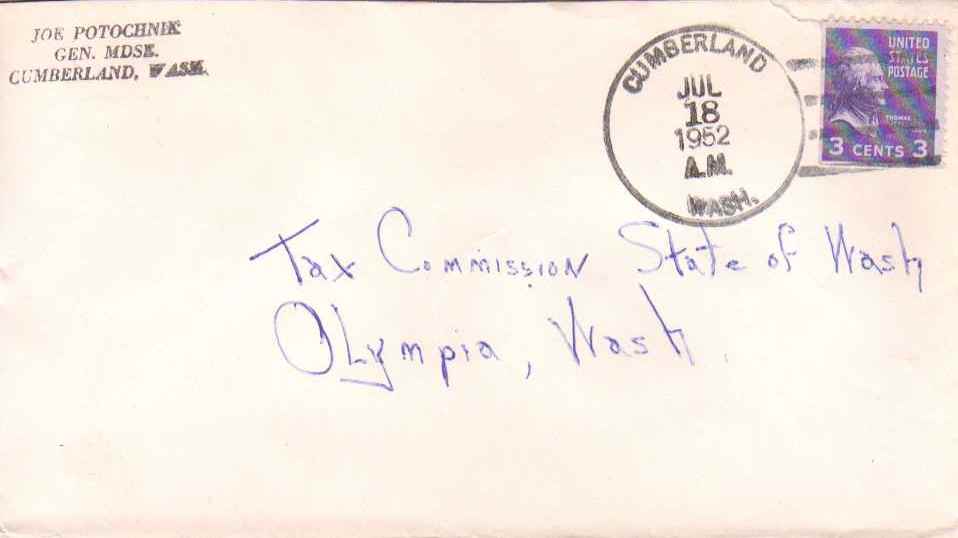 JOE POTOCHNIK
GEN. MDSE.
CUMBERLAND, WASH.
CUMBERLAND
JUL
18
1952
A.M.
WASH.
UNITED
STATES
POSTAGE
THOMAS
3 CENTS 3
Tax Commission State of Wash
Olympia, Wash.